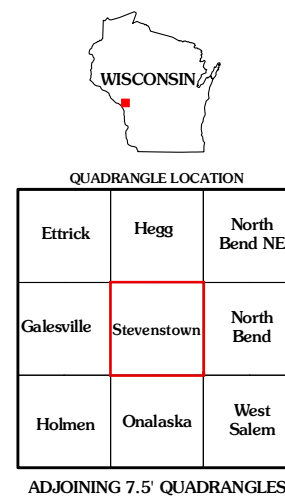 WISCONSIN
QUADRANGLE LOCATION
Ettrick
Hegg
North
Bend NE
Galesville
Stevenstown
North
Bend
Holmen
Onalaska
West
Salem
ADJOINING 7.5' QUADRANGLES